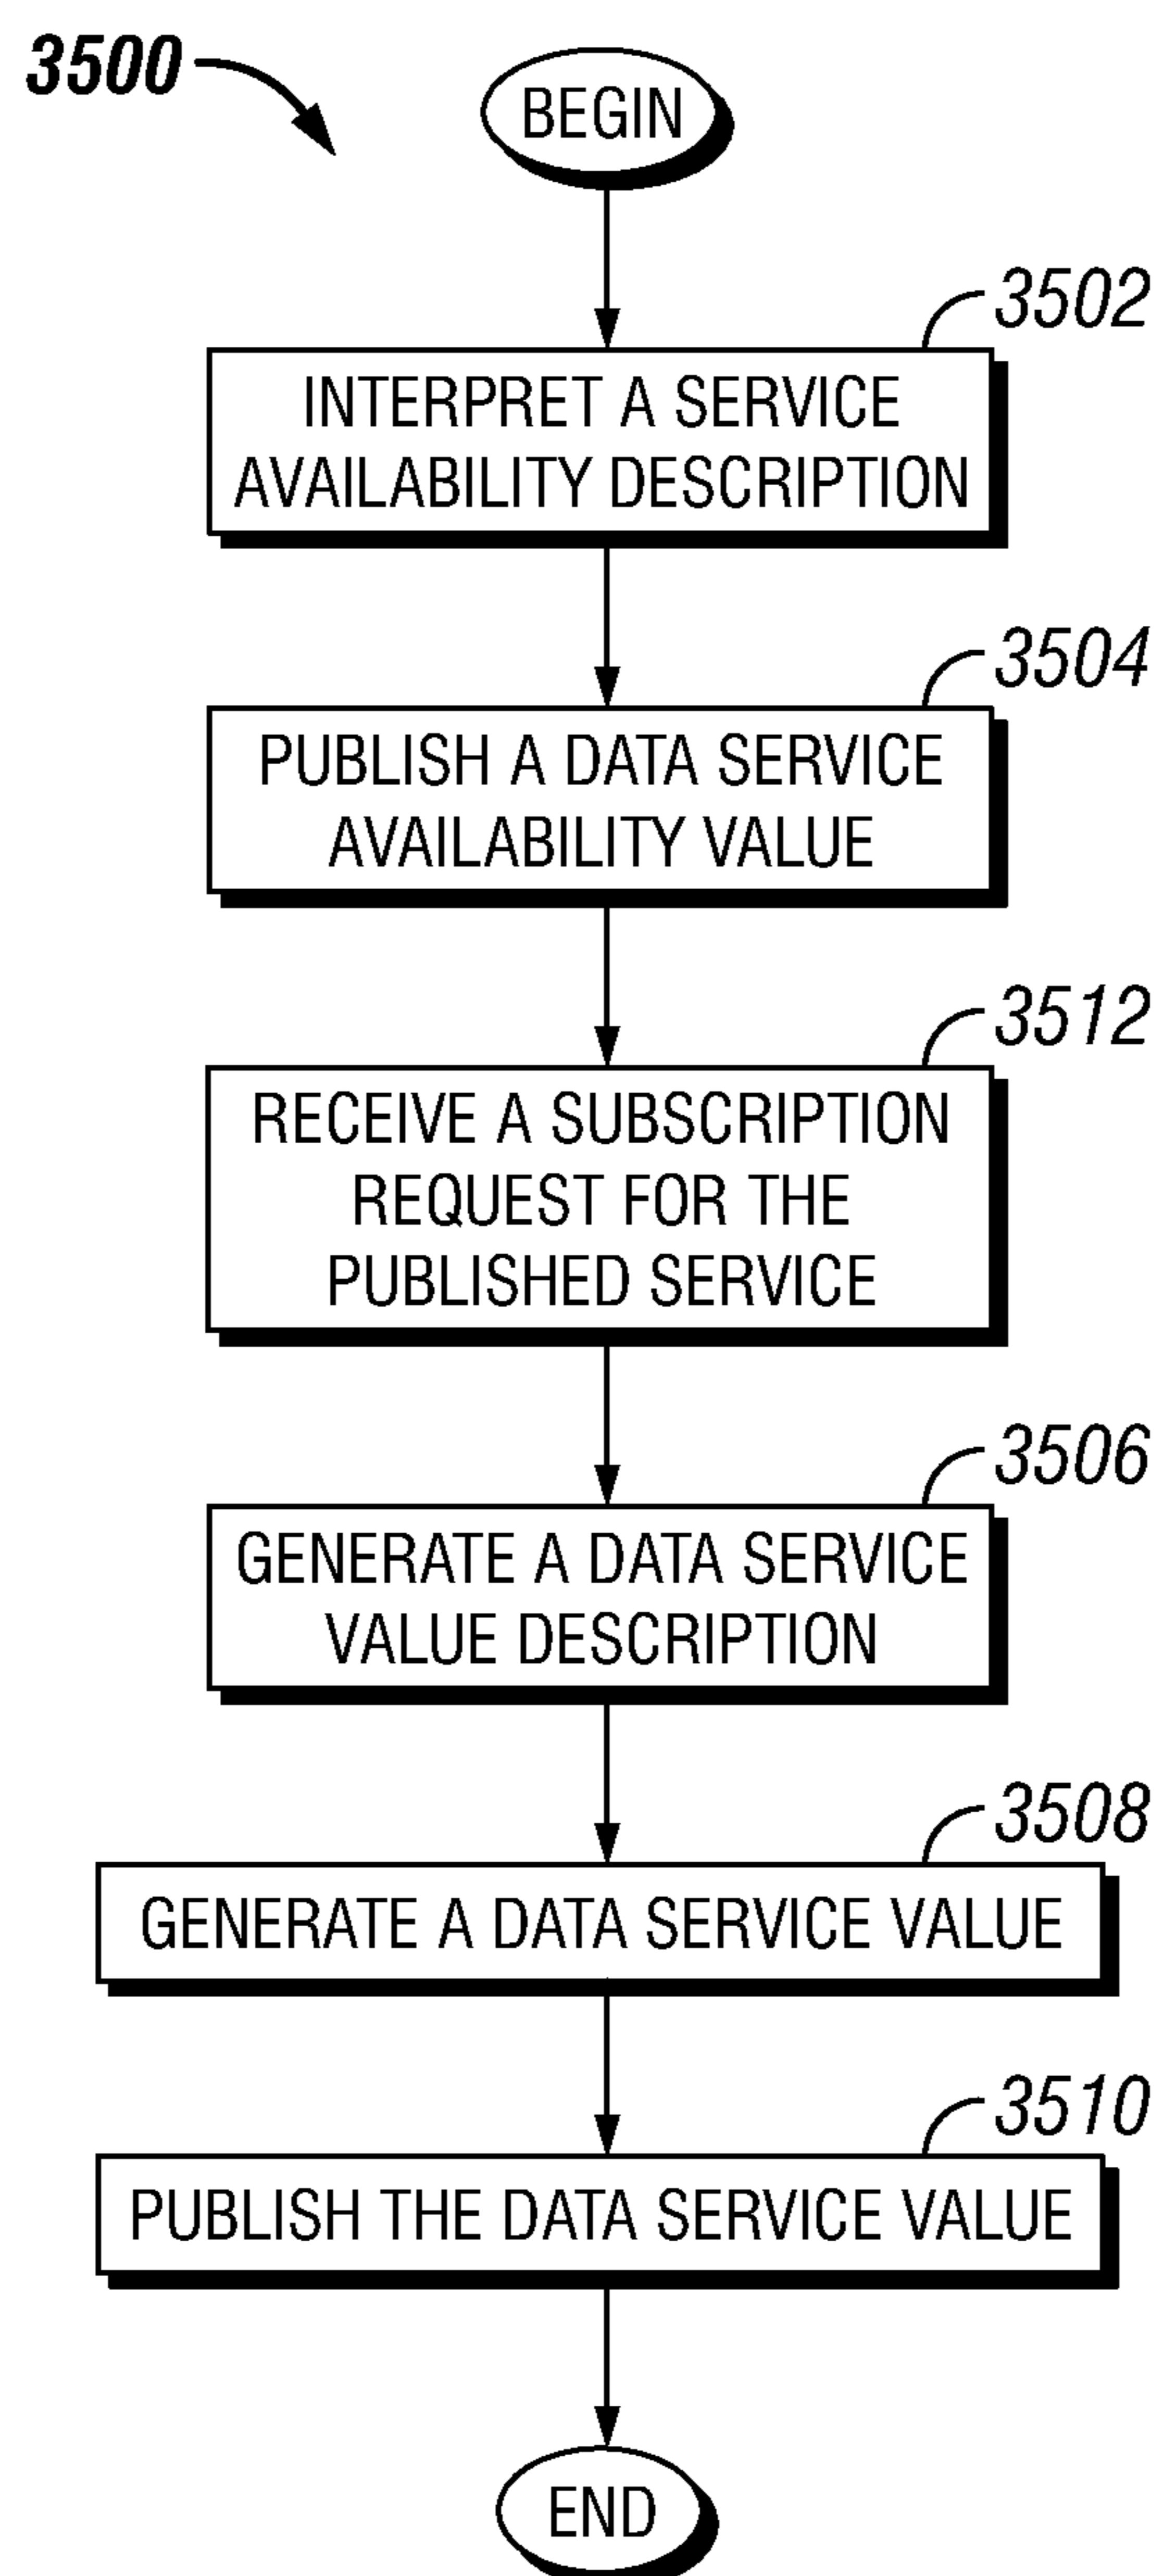 3500
BEGIN
3502
INTERPRET A SERVICE
AVAILABILITY DESCRIPTION
3504
PUBLISH A DATA SERVICE
AVAILABILITY VALUE
3512
RECEIVE A SUBSCRIPTION
REQUEST FOR THE
PUBLISHED SERVICE
3506
GENERATE A DATA SERVICE
VALUE DESCRIPTION
3508
GENERATE A DATA SERVICE VALUE
3510
PUBLISH THE DATA SERVICE VALUE
END